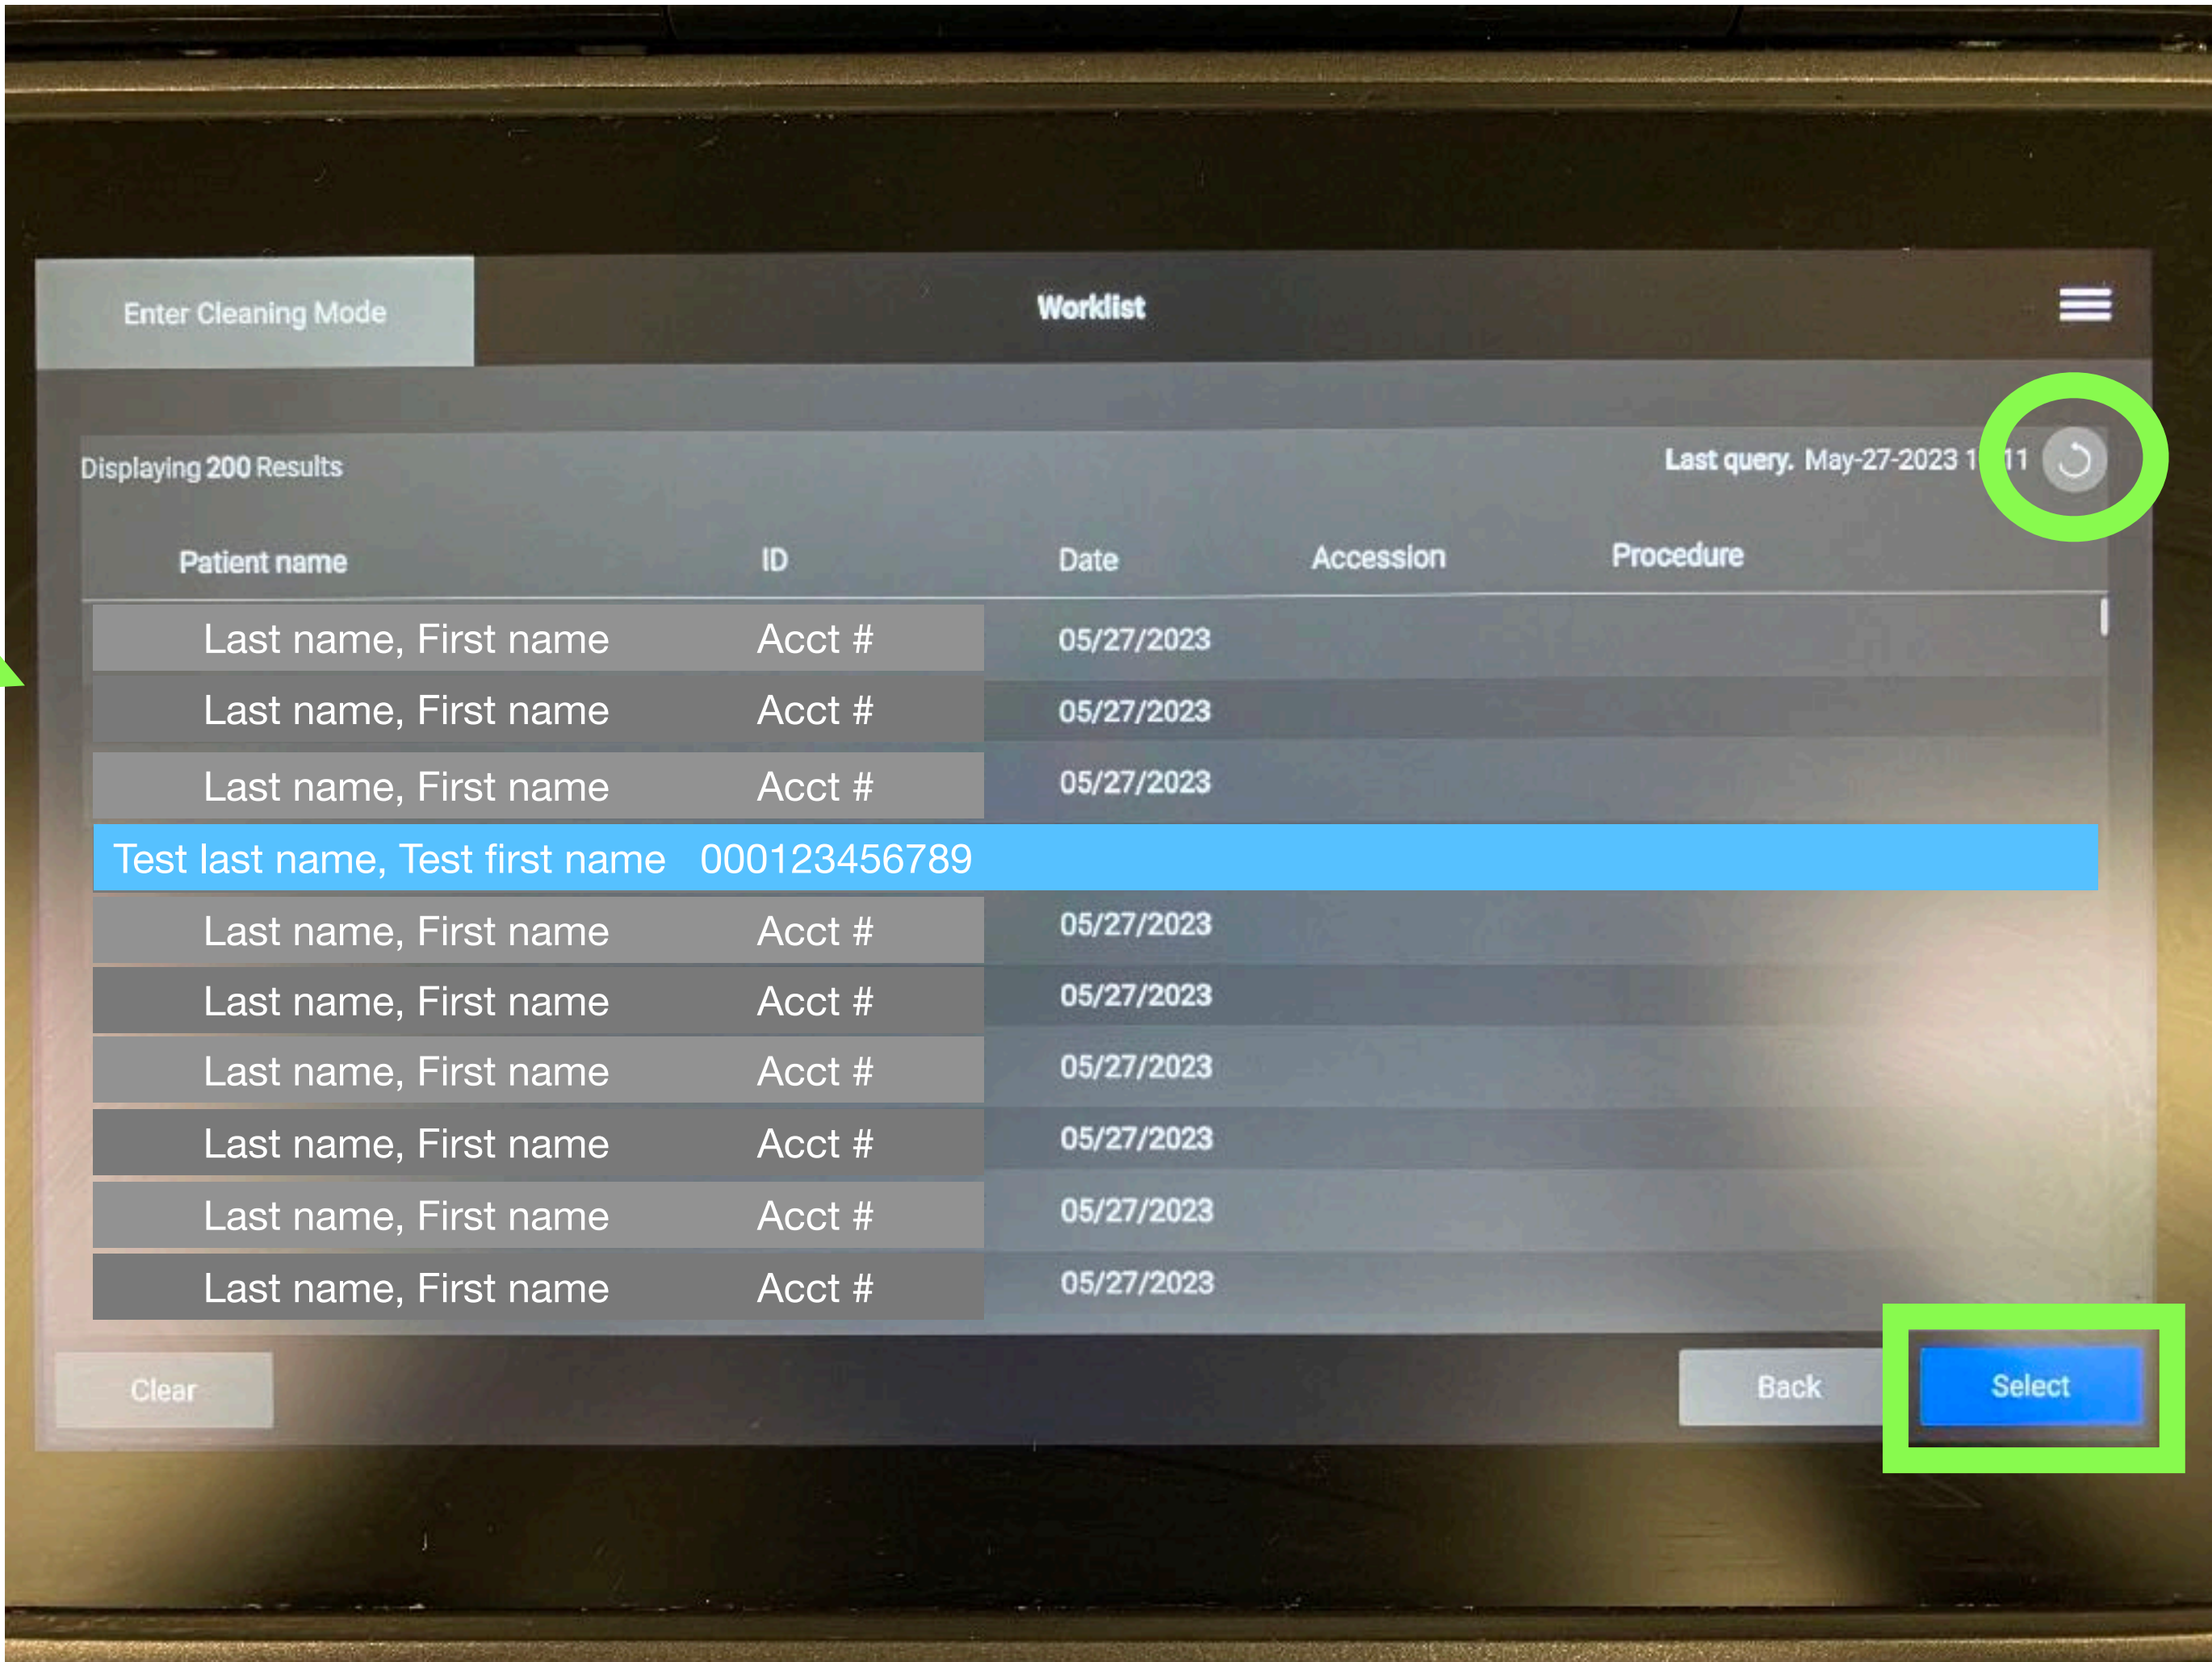 Enter Cleaning Mode
Worklist
Displaying 200 Results
Last query. May-27-2023
Patient name ID Date Accession Procedure
Last name, First name Acct # 05/27/2023
Last name, First name Acct # 05/27/2023
Last name, First name Acct # 05/27/2023
Test last name, Test first name 000123456789
Last name, First name Acct # 05/27/2023
Last name, First name Acct # 05/27/2023
Last name, First name Acct # 05/27/2023
Last name, First name Acct # 05/27/2023
Last name, First name Acct # 05/27/2023
Last name, First name Acct # 05/27/2023
Clear Back Select